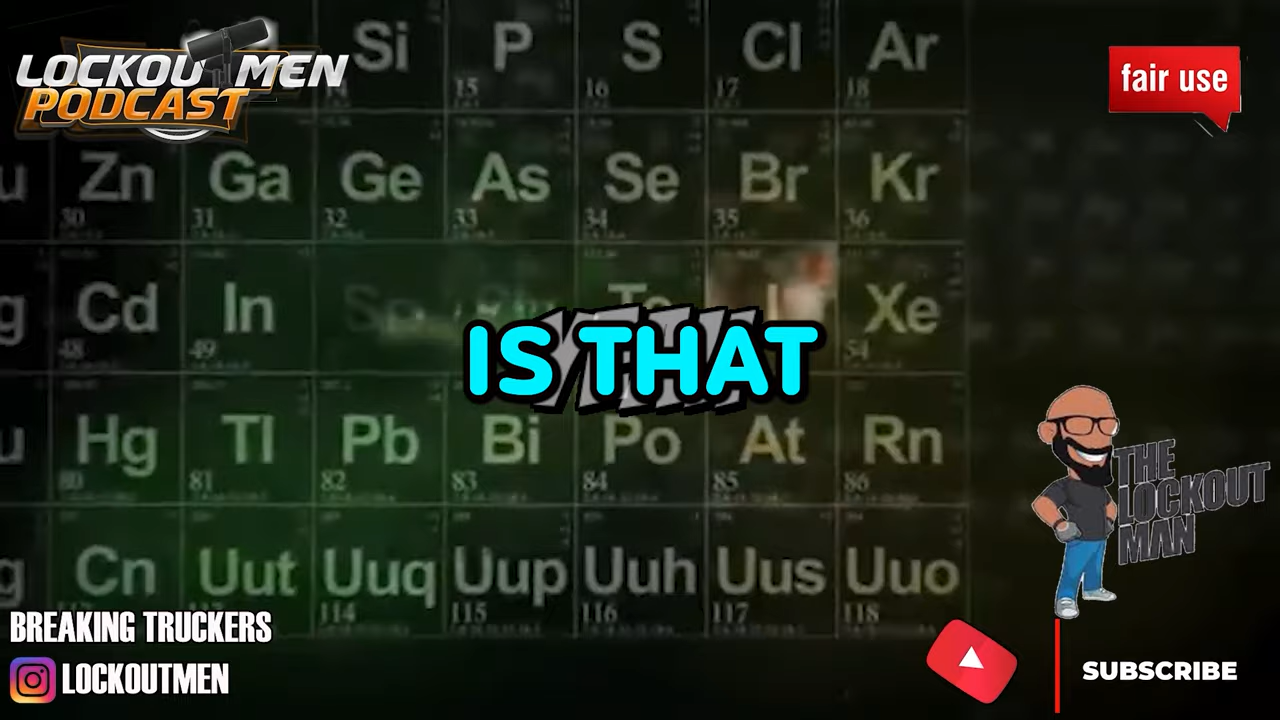 LOCKOUTMEN
PODCAST
fair use
Si P S Cl Ar
15 16 17 18
Zn Ga Ge As Se Br Kr
30 31 32 33 34 35 36
Cd In Te I Xe
48 49 54
IS THAT
Hg Tl Pb Bi Po At Rn
80 81 82 83 84 85 86
Cn Uut Uuq Uup Uuh Uus Uuo
114 115 116 117 118
THE
LOCKOUT
MAN
BREAKING TRUCKERS
LOCKOUTMEN
SUBSCRIBE